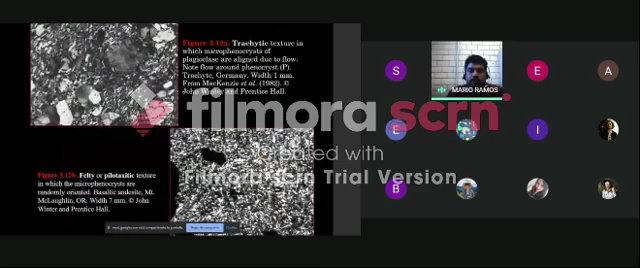 Figure 3.12a. Trachytic texture in
which microphenocrysts of
plagioclase are aligned due to flow.
Note flow around phenocryst (P).
Trachyte, Germany. Width 1 mm.
From MacKenzie et al. (1982). ©
John Winter and Prentice Hall.
S
MARIO RAMOS
E
A
filmora scrn
E
I
created with
Filmora scrn Trial Version
Figure 3.12b. Felty or pilotaxitic texture
in which the microphenocrysts are
randomly oriented. Basaltic andesite, Mt.
McLaughlin, OR. Width 7 mm. © John
Winter and Prentice Hall.
B